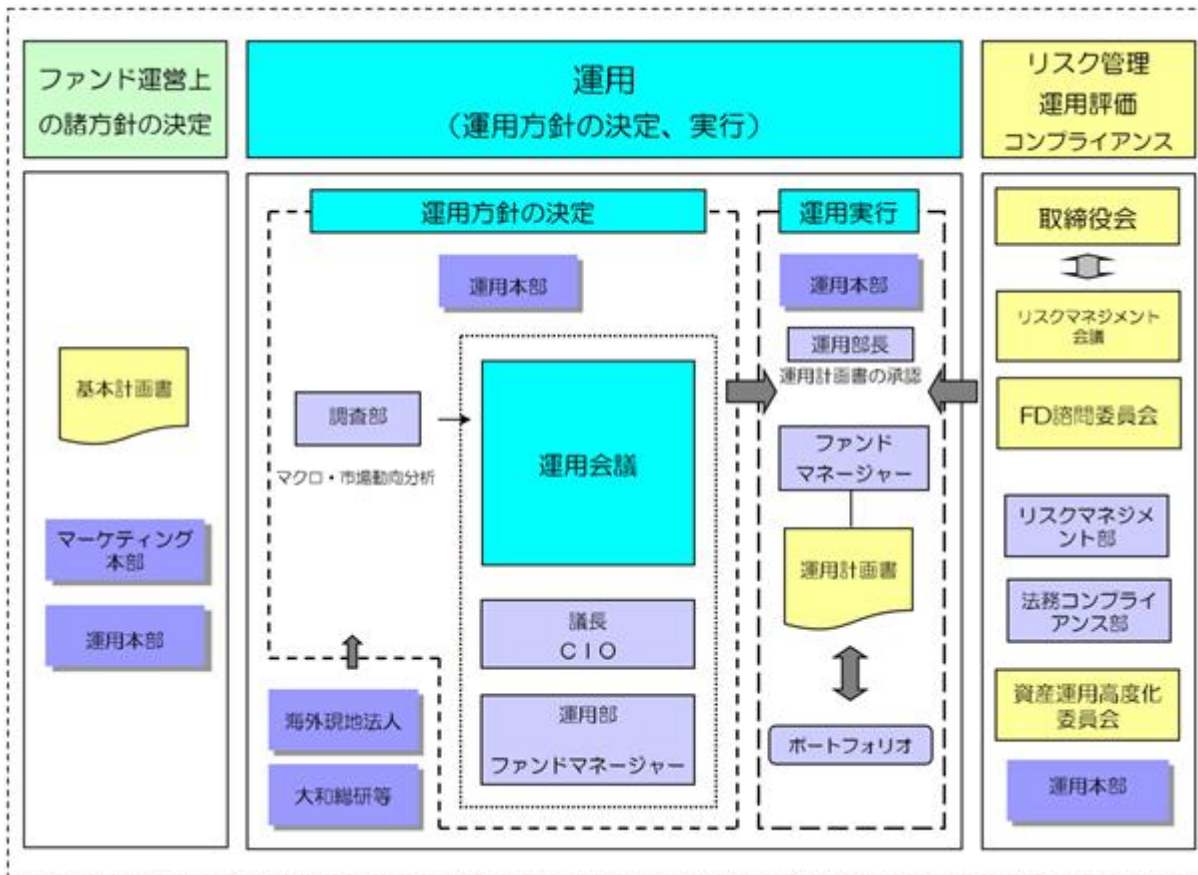 ファンド運営上
の諸方針の決定
運用
（運用方針の決定、実行）
リスク管理
運用評価
コンプライアンス
基本計画書
マーケティング
本部
運用本部
運用方針の決定
運用本部
調査部
マクロ・市場動向分析
運用会議
議長
ＣＩＯ
運用部
ファンドマネージャー
海外現地法人
大和総研等
運用実行
運用本部
運用部長
運用計画書の承認
ファンド
マネージャー
運用計画書
ポートフォリオ
取締役会
リスクマネジメント
会議
FD諮問委員会
リスクマネジメ
ント部
法務コンプライ
アンス部
資産運用高度化
委員会
運用本部